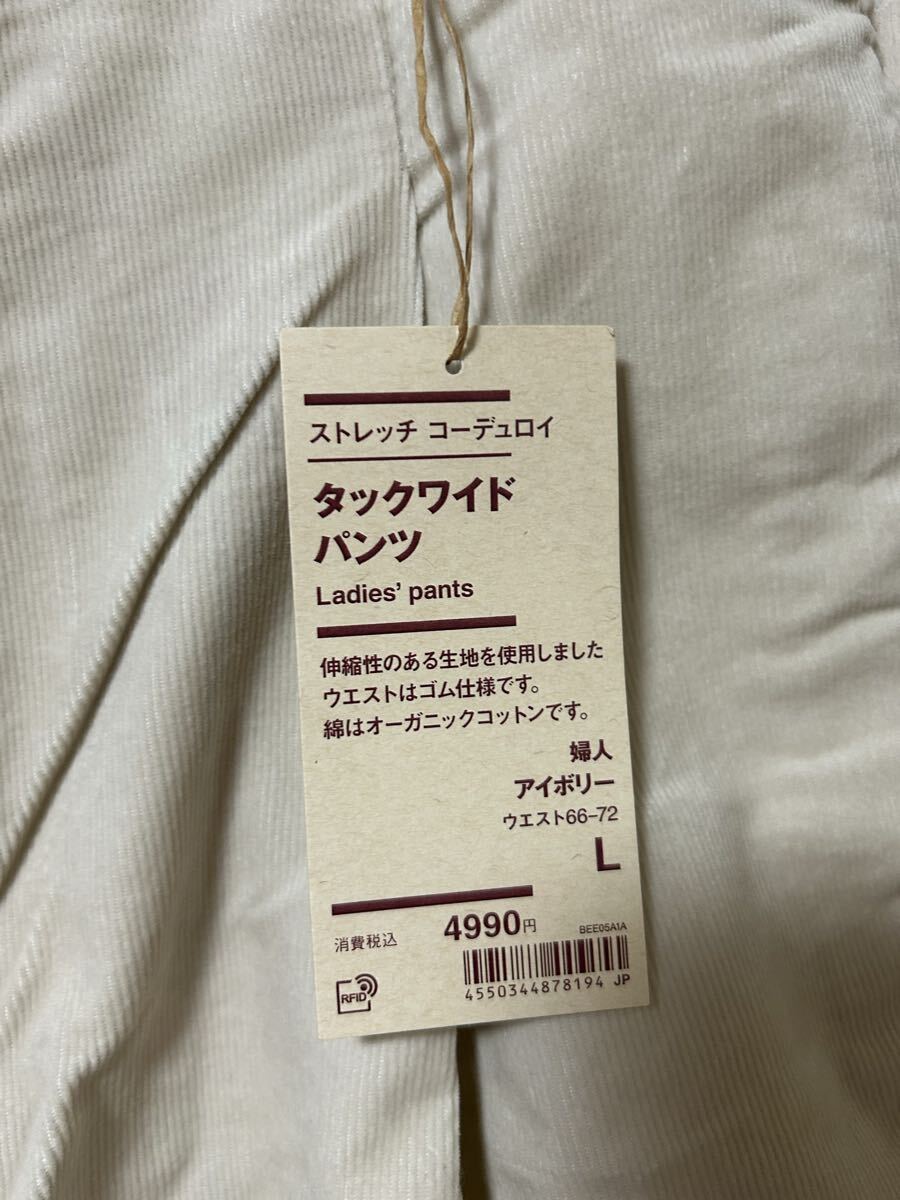 ストレッチ コーデュロイ
タックワイド
パンツ
Ladies' pants
伸縮性のある生地を使用しました
ウエストはゴム仕様です。
綿はオーガニックコットンです。
婦人
アイボリー
ウエスト66-72
L
消費税込 4990円
BEE05A1A
RFID
4550344878194 JP